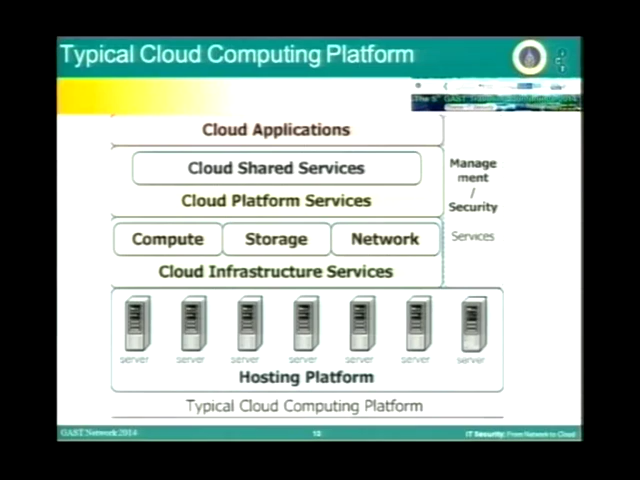 Typical Cloud Computing Platform
Cloud Applications
Cloud Shared Services
Cloud Platform Services
Manage
ment
/
Security
Services
Compute
Storage
Network
Cloud Infrastructure Services
server
server
server
server
server
server
server
Hosting Platform
Typical Cloud Computing Platform
GAST Network 2014
12
IT Security: From Network to Cloud